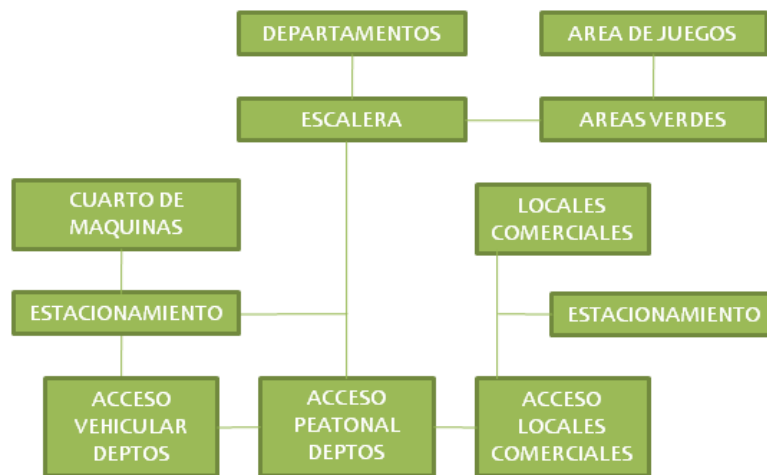 DEPARTAMENTOS
AREA DE JUEGOS
ESCALERA
AREAS VERDES
CUARTO DE
MAQUINAS
LOCALES
COMERCIALES
ESTACIONAMIENTO
ESTACIONAMIENTO
ACCESO
VEHICULAR
DEPTOS
ACCESO
PEATONAL
DEPTOS
ACCESO
LOCALES
COMERCIALES